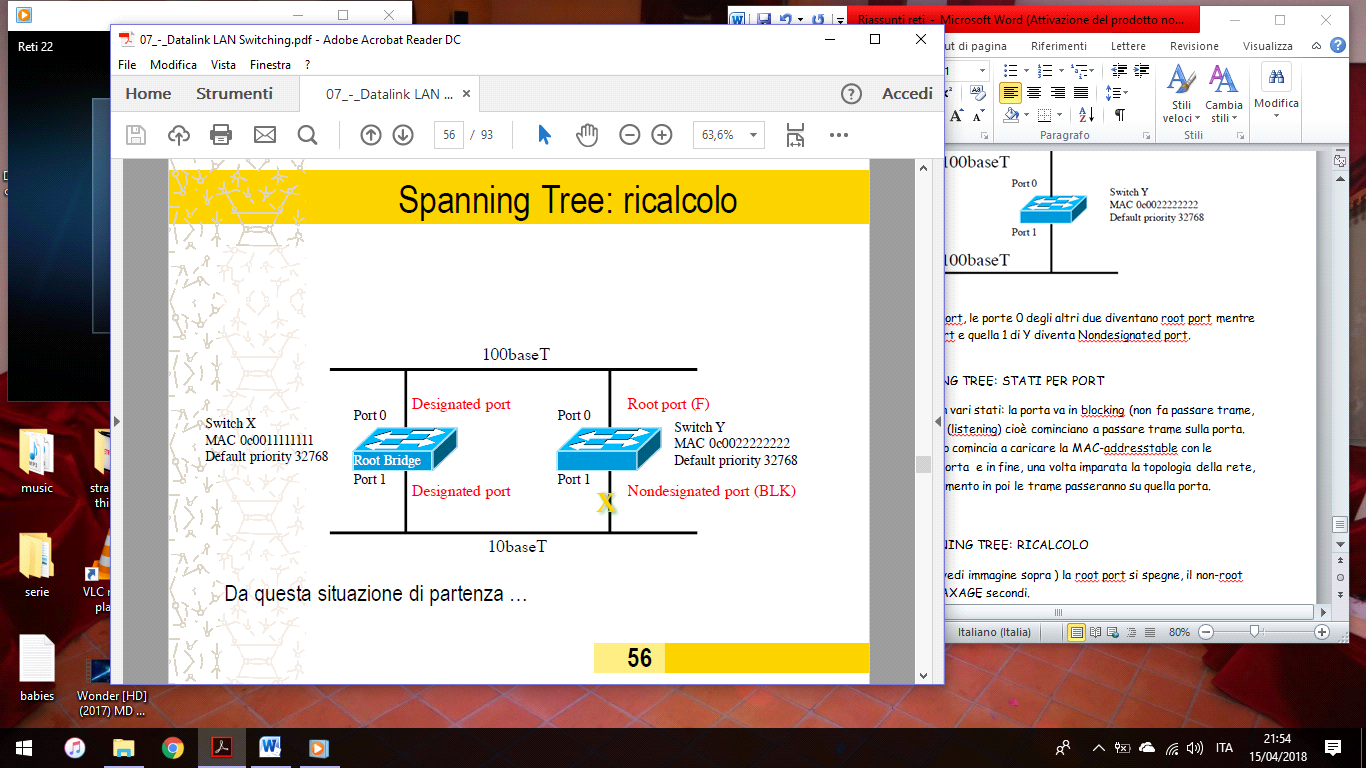 Reti 22
07_-_Datalink LAN Switching.pdf - Adobe Acrobat Reader DC
File Modifica Vista Finestra ?
Home Strumenti 07_-_Datalink LAN ... × ? Accedi
56 / 93 63,6%
Spanning Tree: ricalcolo
100baseT
Designated port
Root port (F)
Port 0
Port 0
Switch X
MAC 0c0011111111
Default priority 32768
Root Bridge
Switch Y
MAC 0c0022222222
Default priority 32768
Port 1
Port 1
Designated port
Nondesignated port (BLK)
X
10baseT
Da questa situazione di partenza …
56
Riassunti reti - Microsoft Word (Attivazione del prodotto no...
ut di pagina Riferimenti Lettere Revisione Visualizza
Stili veloci
Cambia stili
Modifica
Paragrafo
Stili
100baseT
Port 0
Switch Y
MAC 0c0022222222
Default priority 32768
Port 1
100baseT
ort, le porte 0 degli altri due diventano root port mentre
rt e quella 1 di Y diventa Nondesignated port.
NG TREE: STATI PER PORT
vari stati: la porta va in blocking (non fa passare trame,
(listening) cioè cominciano a passare trame sulla porta.
o comincia a caricare la MAC-addresstable con le
orta e in fine, una volta imparata la topologia della rete,
mento in poi le trame passeranno su quella porta.
NING TREE: RICALCOLO
vedi immagine sopra ) la root port si spegne, il non-root
AXAGE secondi.
Italiano (Italia) 80%
music
stra
thi
serie
VLC
pla
babies
Wonder [HD]
(2017) MD ...
ITA
21:54
15/04/2018